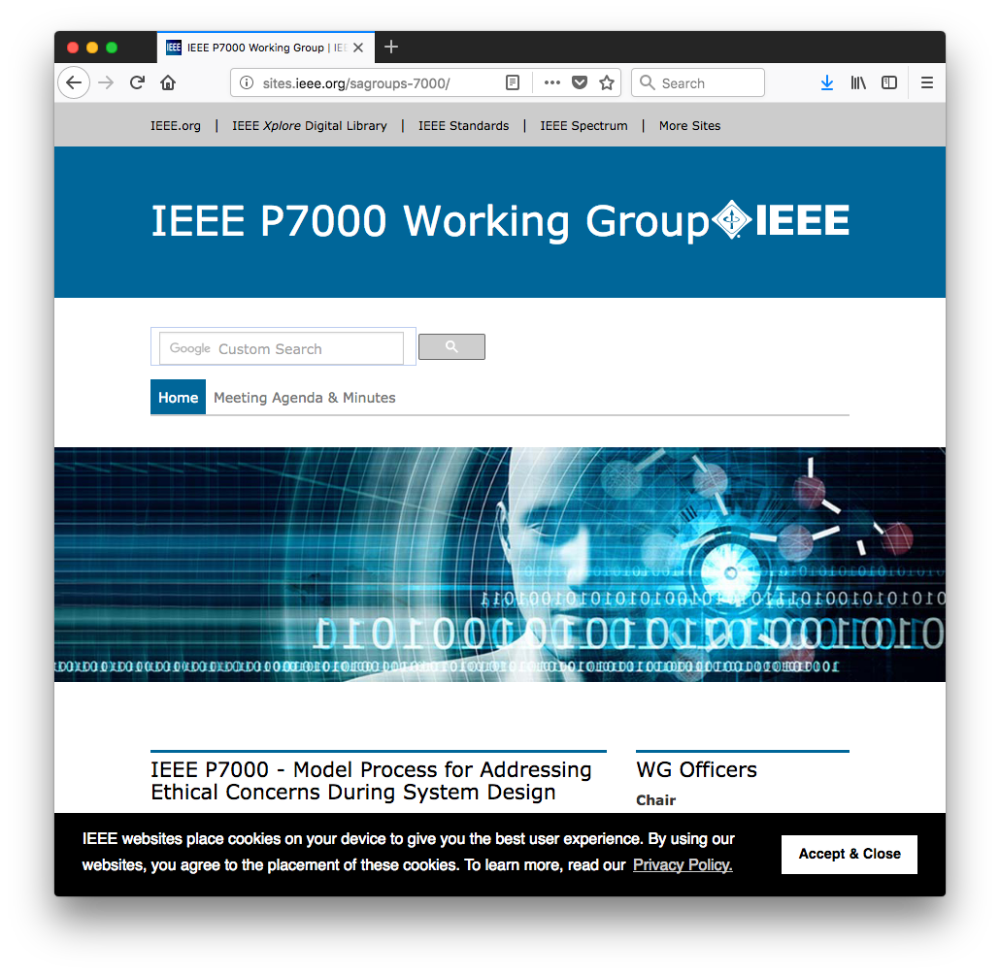 IEEE P7000 Working Group | IEE
sites.ieee.org/sagroups-7000/
Search
IEEE.org | IEEE Xplore Digital Library | IEEE Standards | IEEE Spectrum | More Sites
IEEE P7000 Working Group IEEE
Google Custom Search
Home Meeting Agenda & Minutes
IEEE P7000 - Model Process for Addressing
Ethical Concerns During System Design
WG Officers
Chair
IEEE websites place cookies on your device to give you the best user experience. By using our
websites, you agree to the placement of these cookies. To learn more, read our Privacy Policy.
Accept & Close